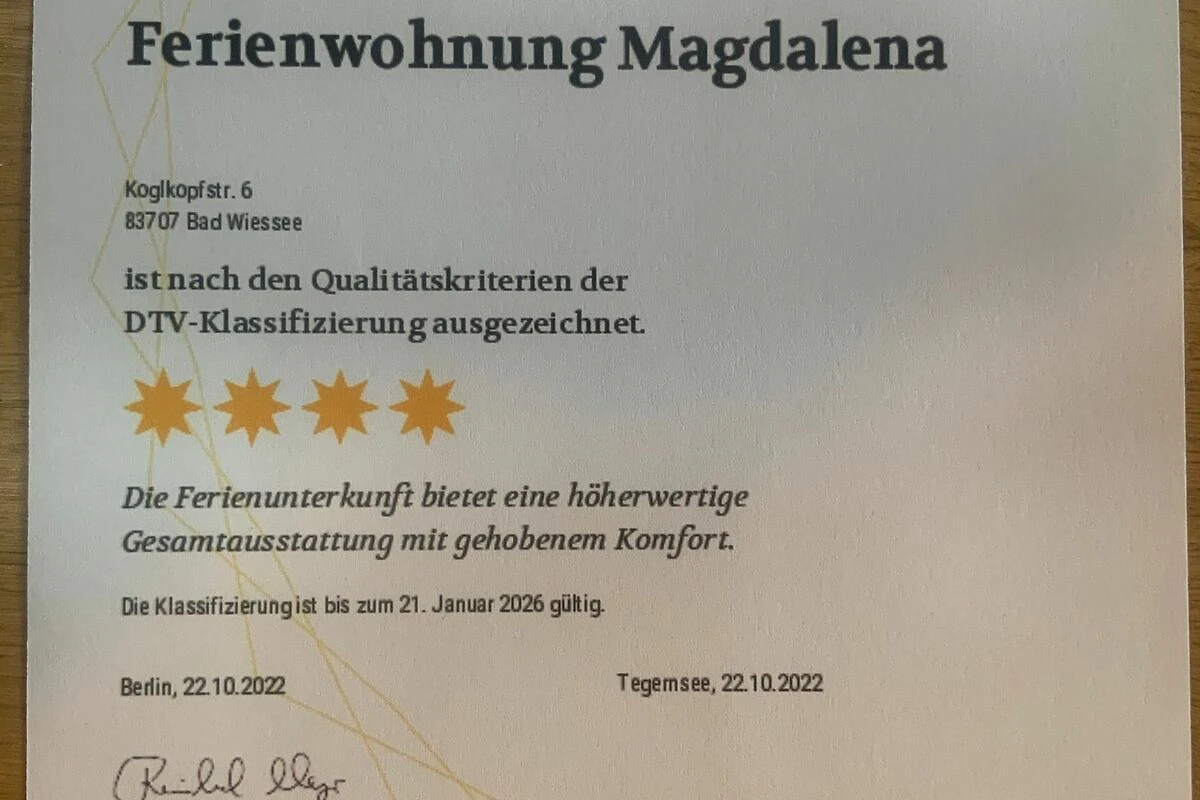 Ferienwohnung Magdalena
Koglkopfstr. 6
83707 Bad Wiessee
ist nach den Qualitätskriterien der
DTV-Klassifizierung ausgezeichnet.
Die Ferienunterkunft bietet eine höherwertige
Gesamtausstattung mit gehobenem Komfort.
Die Klassifizierung ist bis zum 21. Januar 2026 gültig.
Berlin, 22.10.2022
Tegernsee, 22.10.2022